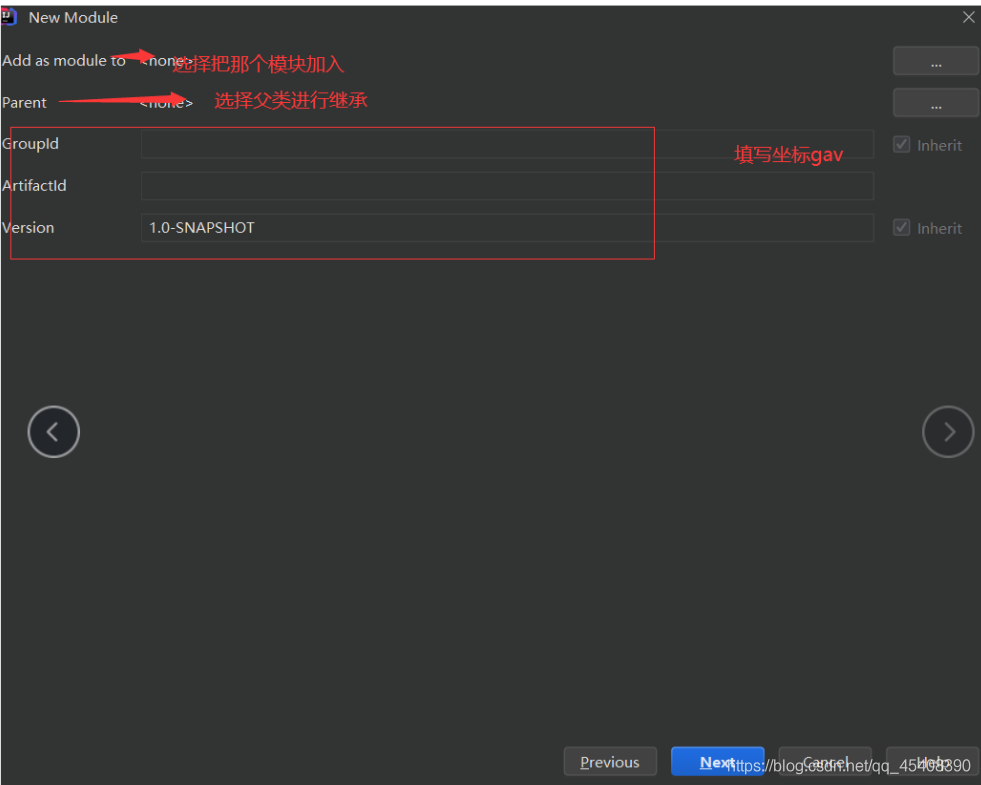 New Module
Add as module to <none> 选择把那个模块加入
...
Parent <none> 选择父类进行继承
...
GroupId 填写坐标gav Inherit
ArtifactId
Version 1.0-SNAPSHOT Inherit
Previous Next Cancel Help
https://blog.csdn.net/qq_45408390